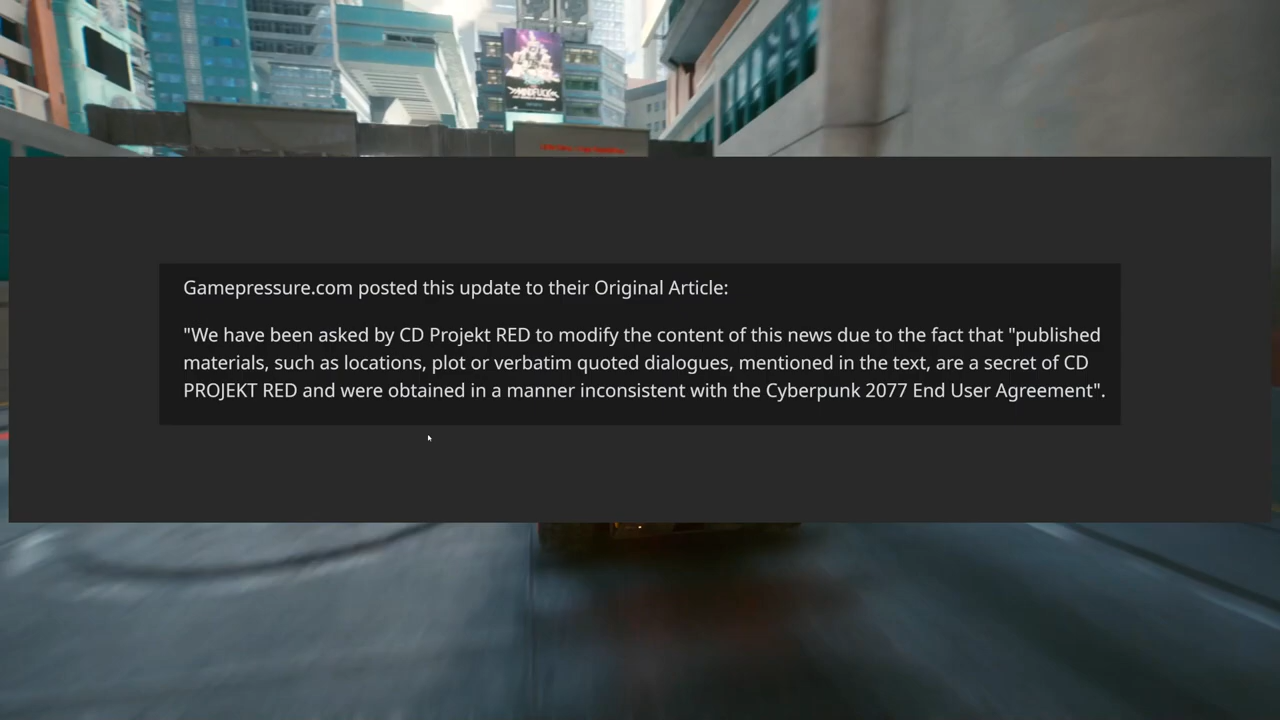 MINDFUCK
Gamepressure.com posted this update to their Original Article:
"We have been asked by CD Projekt RED to modify the content of this news due to the fact that "published
materials, such as locations, plot or verbatim quoted dialogues, mentioned in the text, are a secret of CD
PROJEKT RED and were obtained in a manner inconsistent with the Cyberpunk 2077 End User Agreement".